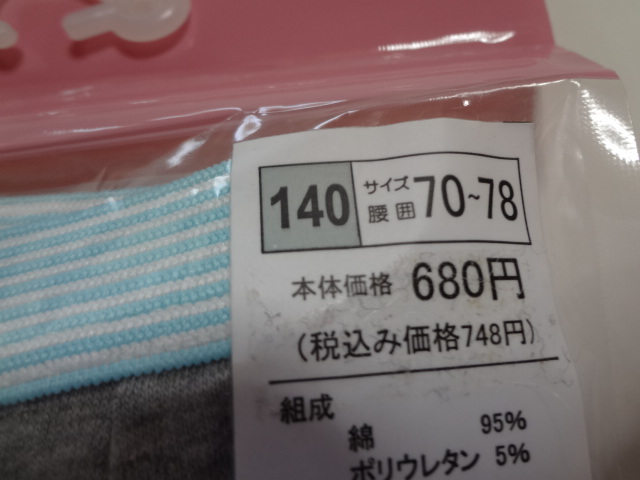 140 サイズ 腰囲 70~78
本体価格 680円
(税込み価格748円)
組成
綿 95%
ポリウレタン 5%